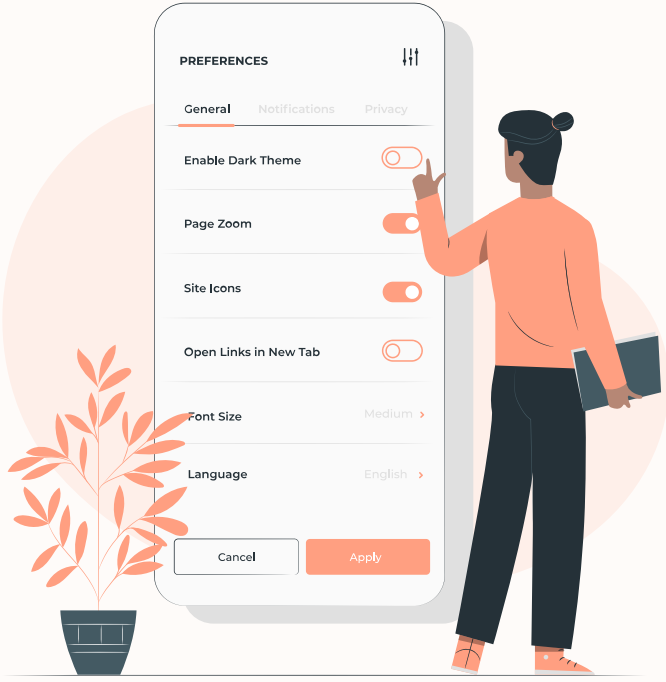 PREFERENCES
General Notifications Privacy
Enable Dark Theme
Page Zoom
Site Icons
Open Links in New Tab
Font Size Medium >
Language English >
Cancel Apply